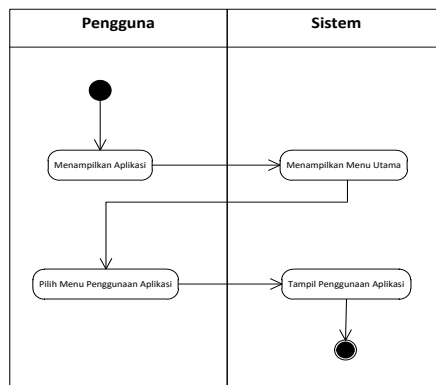 Pengguna
Sistem
Menampilkan Aplikasi
Menampilkan Menu Utama
Pilih Menu Penggunaan Aplikasi
Tampil Penggunaan Aplikasi